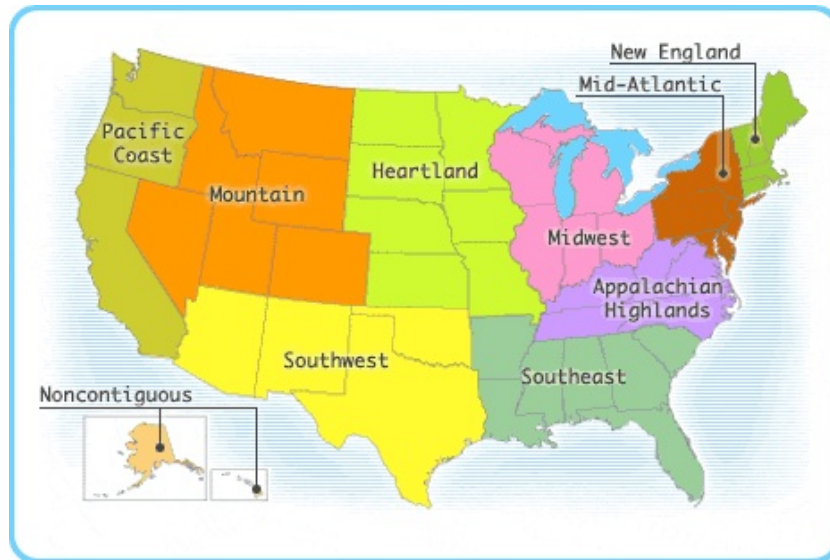 New England
Mid-Atlantic
Pacific
Coast
Heartland
Mountain
Midwest
Appalachian
Highlands
Southwest
Southeast
Noncontiguous